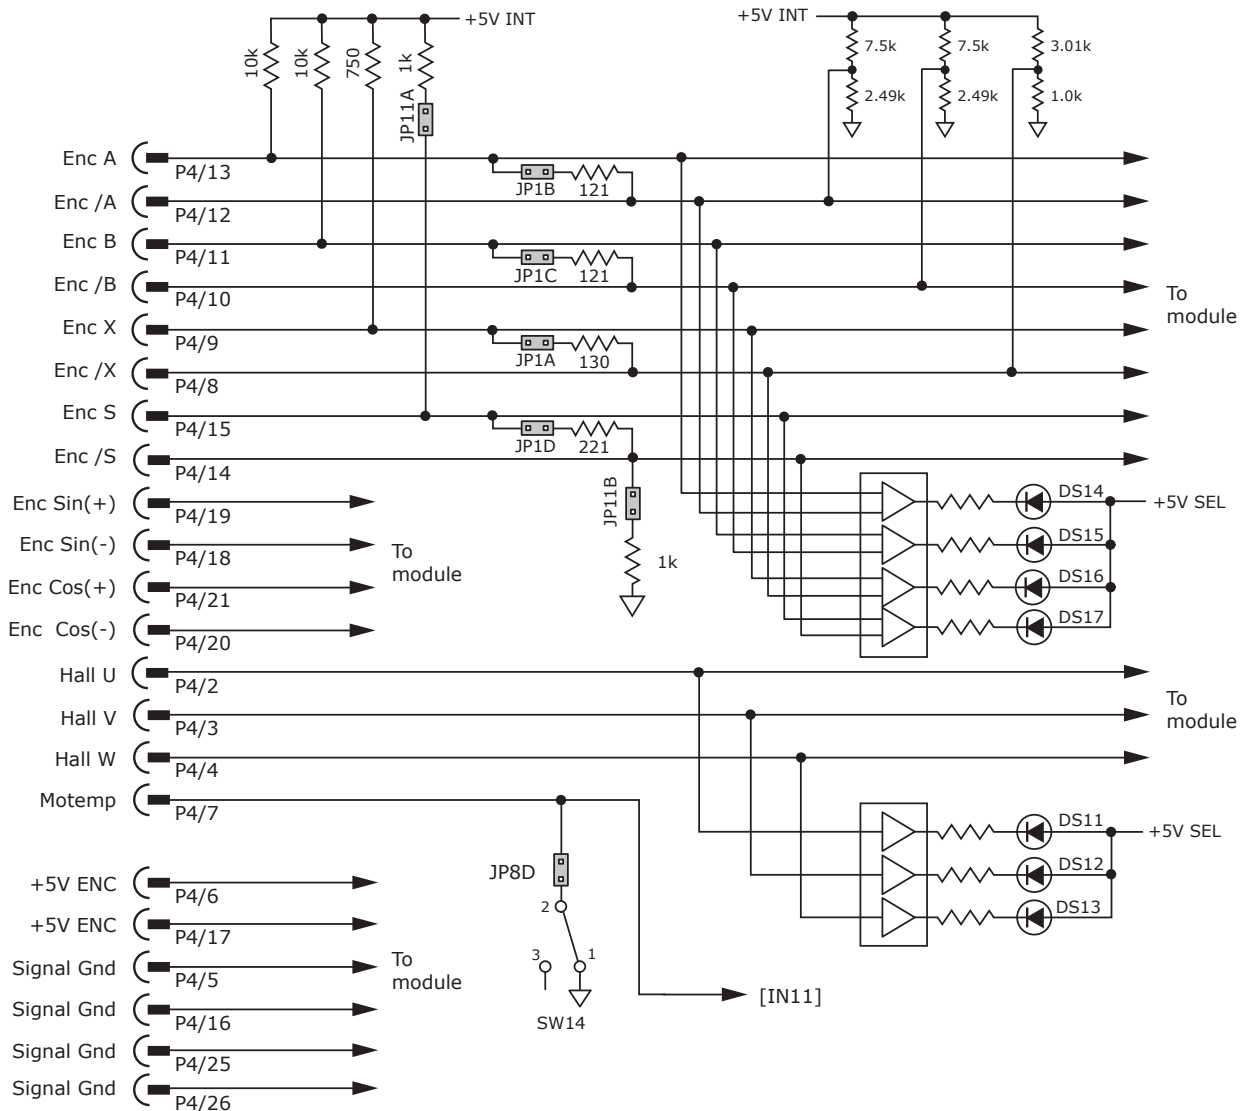 +5V INT
10k
10k
750
1k
JP11A
+5V INT
7.5k
7.5k
3.01k
2.49k
2.49k
1.0k
Enc A
P4/13
JP1B
121
Enc /A
P4/12
Enc B
P4/11
JP1C
121
Enc /B
P4/10
To
module
Enc X
P4/9
JP1A
130
Enc /X
P4/8
Enc S
P4/15
JP1D
221
Enc /S
P4/14
JP11B
1k
DS14
+5V SEL
DS15
DS16
DS17
Enc Sin(+)
P4/19
Enc Sin(-)
P4/18
To
module
Enc Cos(+)
P4/21
Enc Cos(-)
P4/20
Hall U
P4/2
Hall V
P4/3
To
module
Hall W
P4/4
Motemp
P4/7
DS11
+5V SEL
DS12
DS13
JP8D
2
3
1
SW14
[IN11]
+5V ENC
P4/6
+5V ENC
P4/17
To
module
Signal Gnd
P4/5
Signal Gnd
P4/16
Signal Gnd
P4/25
Signal Gnd
P4/26